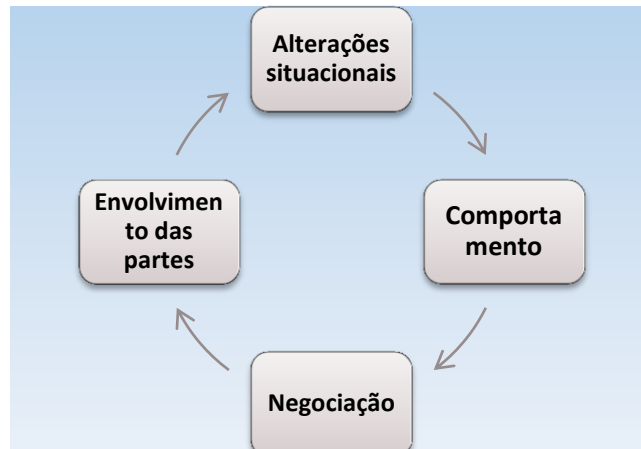 Alterações
situacionais
Envolvimen
to das
partes
Comporta
mento
Negociação